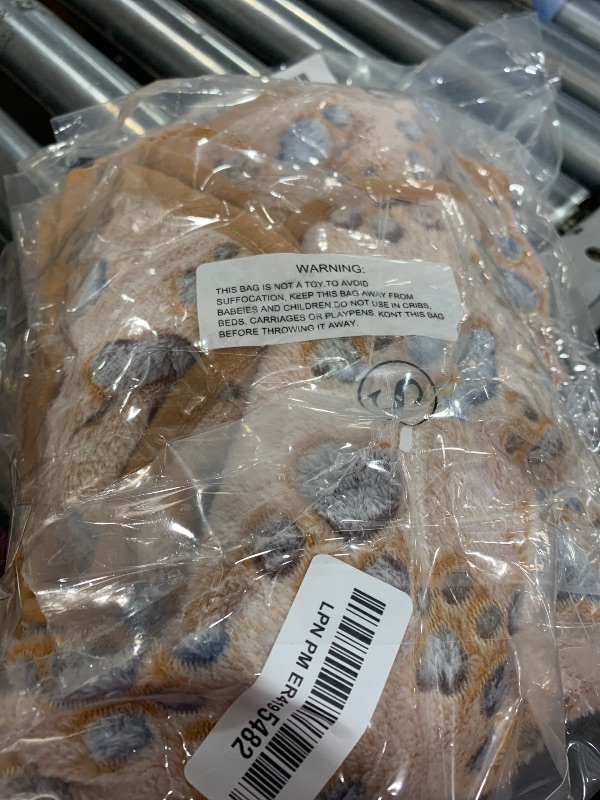 WARNING:
THIS BAG IS NOT A TOY.TO AVOID
SUFFOCATION, KEEP THIS BAG AWAY FROM
BABEIES AND CHILDREN.DO NOT USE IN CRIBS,
BEDS, CARRIAGES OR PLAYPENS, KONT THIS BAG
BEFORE THROWING IT AWAY.
S
LPN PM ER4195482